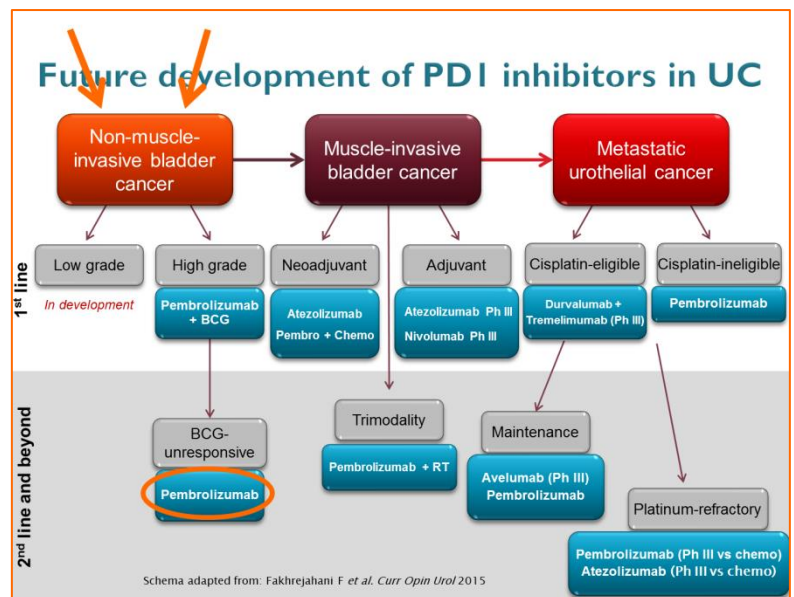 Future development of PD1 inhibitors in UC
Non-muscle-
invasive bladder
cancer
Muscle-invasive
bladder cancer
Metastatic
urothelial cancer
1st line
Low grade
In development
High grade
Pembrolizumab
+ BCG
Neoadjuvant
Atezolizumab
Pembro + Chemo
Adjuvant
Atezolizumab Ph III
Nivolumab Ph III
Cisplatin-eligible
Durvalumab +
Tremelimumab (Ph III)
Cisplatin-ineligible
Pembrolizumab
2nd line and beyond
BCG-
unresponsive
Pembrolizumab
Trimodality
Pembrolizumab + RT
Maintenance
Avelumab (Ph III)
Pembrolizumab
Platinum-refractory
Pembrolizumab (Ph III vs chemo)
Atezolizumab (Ph III vs chemo)
Schema adapted from: Fakhrejahani F et al. Curr Opin Urol 2015